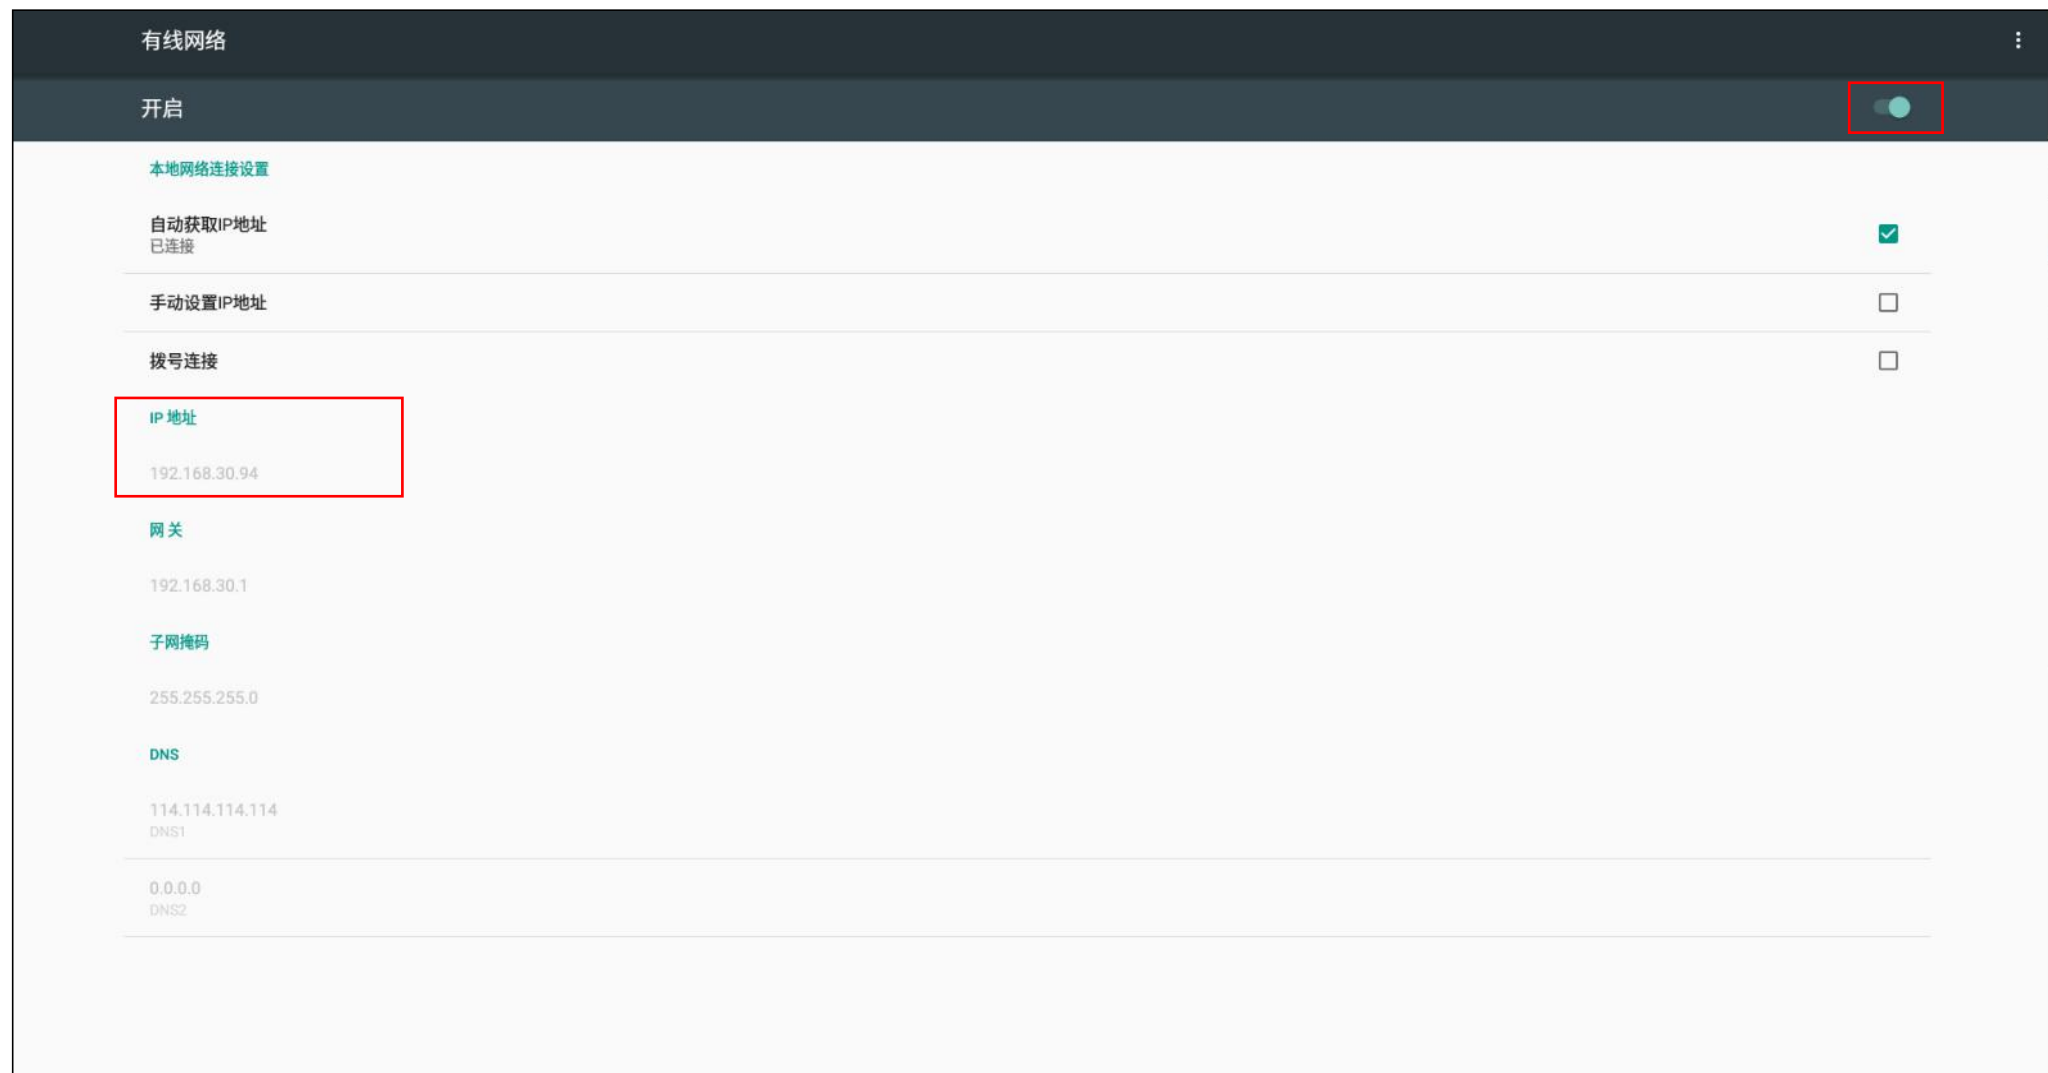 有线网络
开启
本地网络连接设置
自动获取IP地址
已连接
手动设置IP地址
拨号连接
IP 地址
192.168.30.94
网 关
192.168.30.1
子网掩码
255.255.255.0
DNS
114.114.114.114
DNS1
0.0.0.0
DNS2